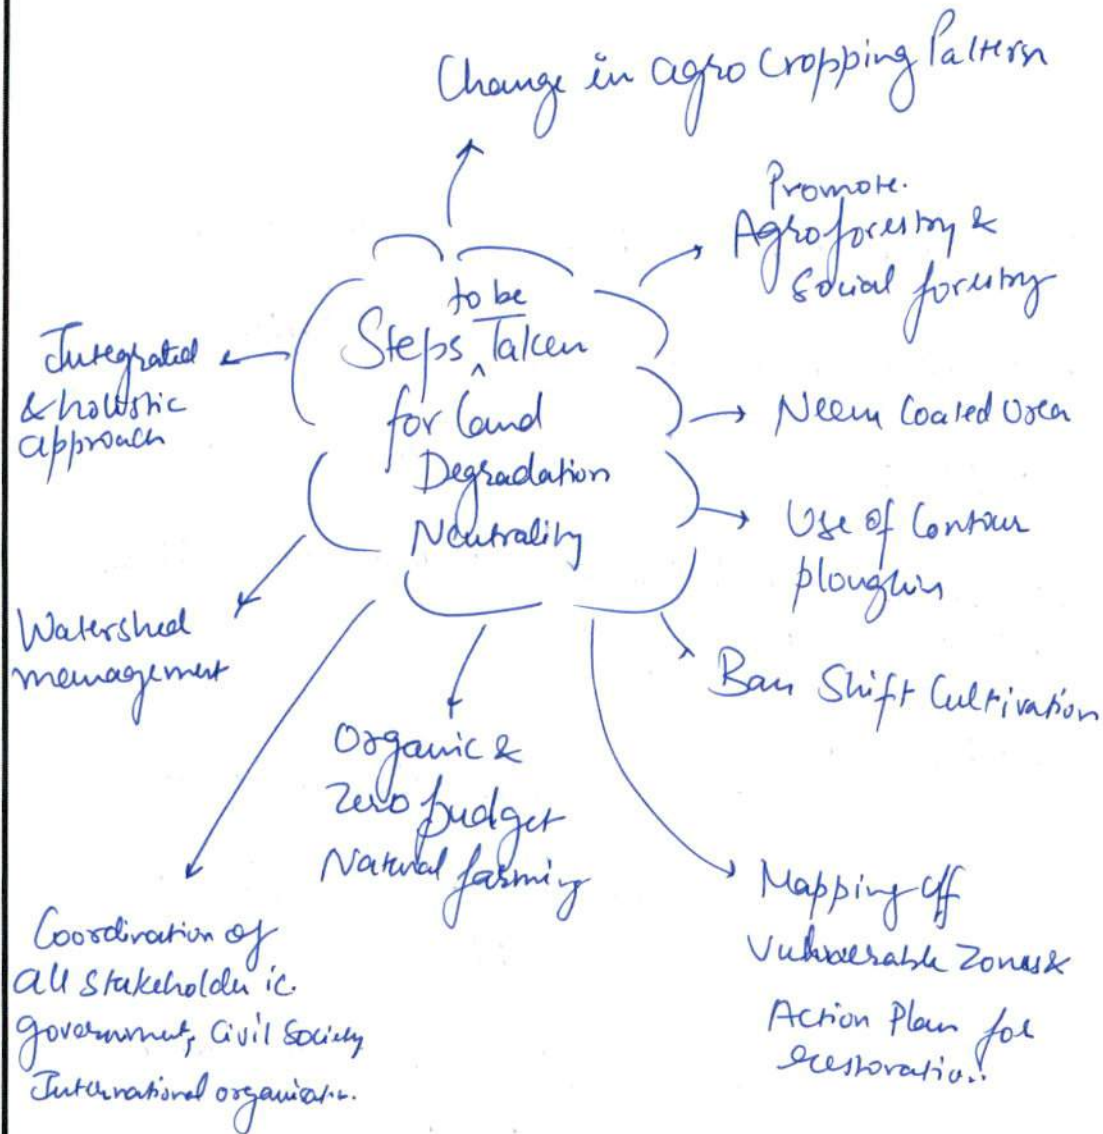 Change in agro cropping Pattern
Promote.
Agroforestry &
Social forestry
to be
Steps ^ Taken
for land
Degradation
Neutrality
Integrated
& holistic
approach
Neem Coated Urea
Use of Contour
ploughin
Watershed
management
Ban Shift Cultivation
Organic &
Zero budget
Natural farming
Mapping off
Vulnerable Zones &
Action Plan for
restoration.
Coordination of
all stakeholder ie.
government, Civil Society
International organisation.